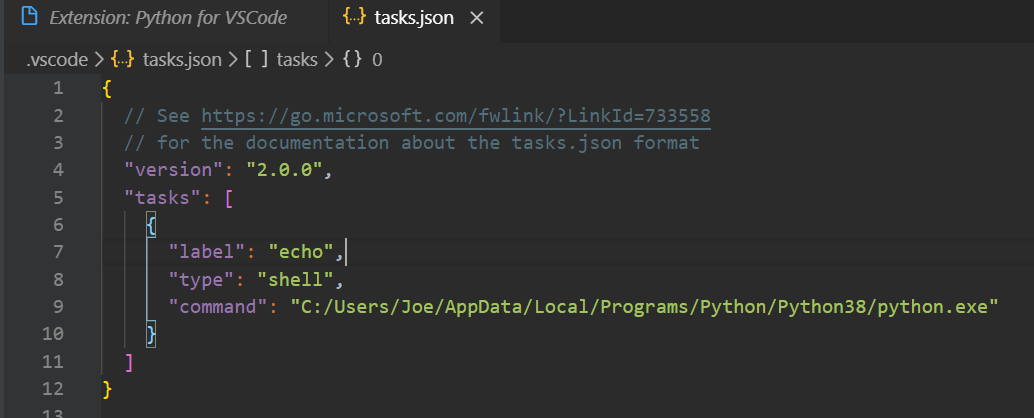 Extension: Python for VSCode {..} tasks.json ×
.vscode > {..} tasks.json > [ ] tasks > {} 0
1 {
2 // See https://go.microsoft.com/fwlink/?LinkId=733558
3 // for the documentation about the tasks.json format
4 "version": "2.0.0",
5 "tasks": [
6 {
7 "label": "echo",
8 "type": "shell",
9 "command": "C:/Users/Joe/AppData/Local/Programs/Python/Python38/python.exe"
10 }
11 ]
12 }
13